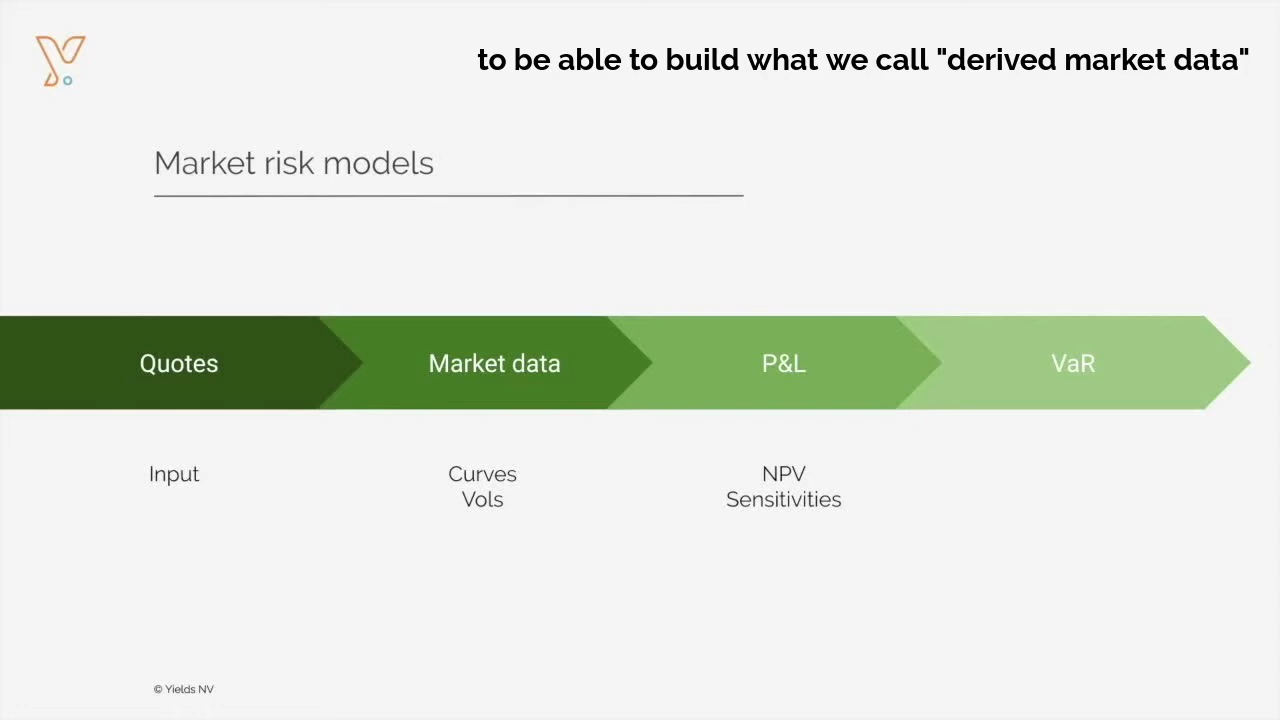 to be able to build what we call "derived market data"
Market risk models
Quotes
Market data
P&L
VaR
Input
Curves
Vols
NPV
Sensitivities
© Yields NV